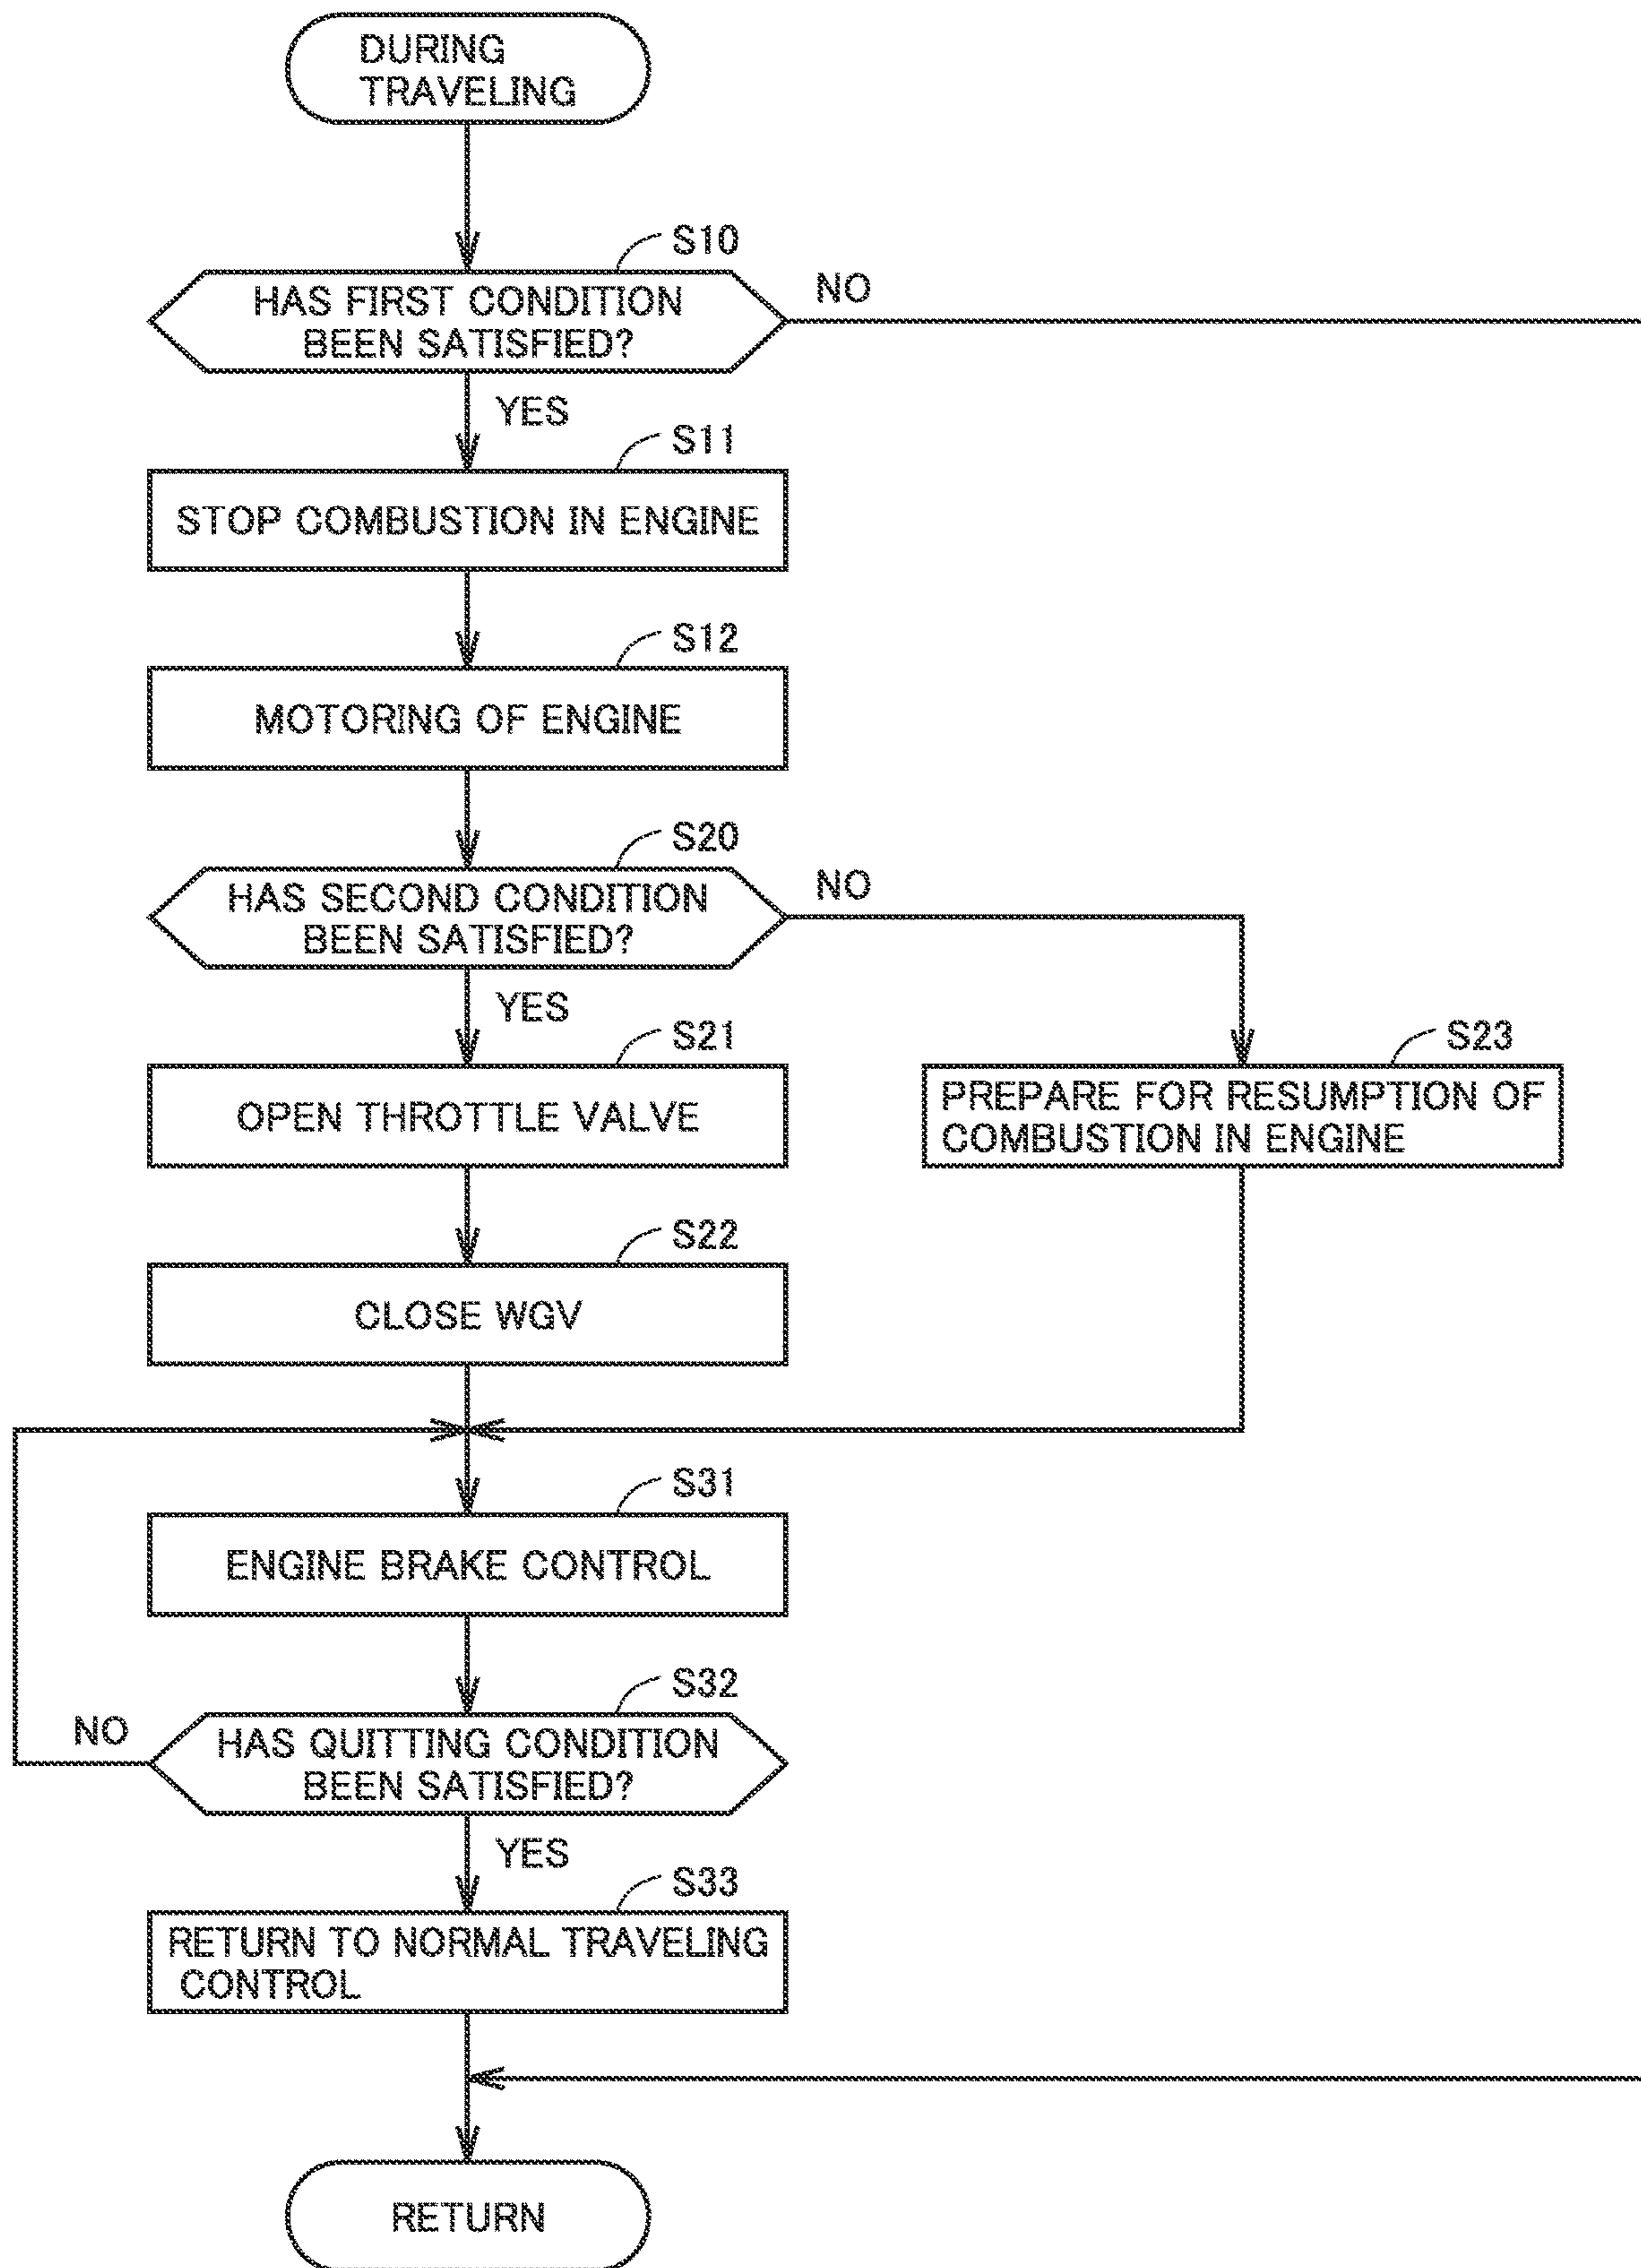 DURING
TRAVELING
S10
HAS FIRST CONDITION
BEEN SATISFIED?
NO
YES
S11
STOP COMBUSTION IN ENGINE
S12
MOTORING OF ENGINE
S20
HAS SECOND CONDITION
BEEN SATISFIED?
NO
YES
S21
OPEN THROTTLE VALVE
S23
PREPARE FOR RESUMPTION OF
COMBUSTION IN ENGINE
S22
CLOSE WGV
S31
ENGINE BRAKE CONTROL
S32
NO
HAS QUITTING CONDITION
BEEN SATISFIED?
YES
S33
RETURN TO NORMAL TRAVELING
CONTROL
RETURN